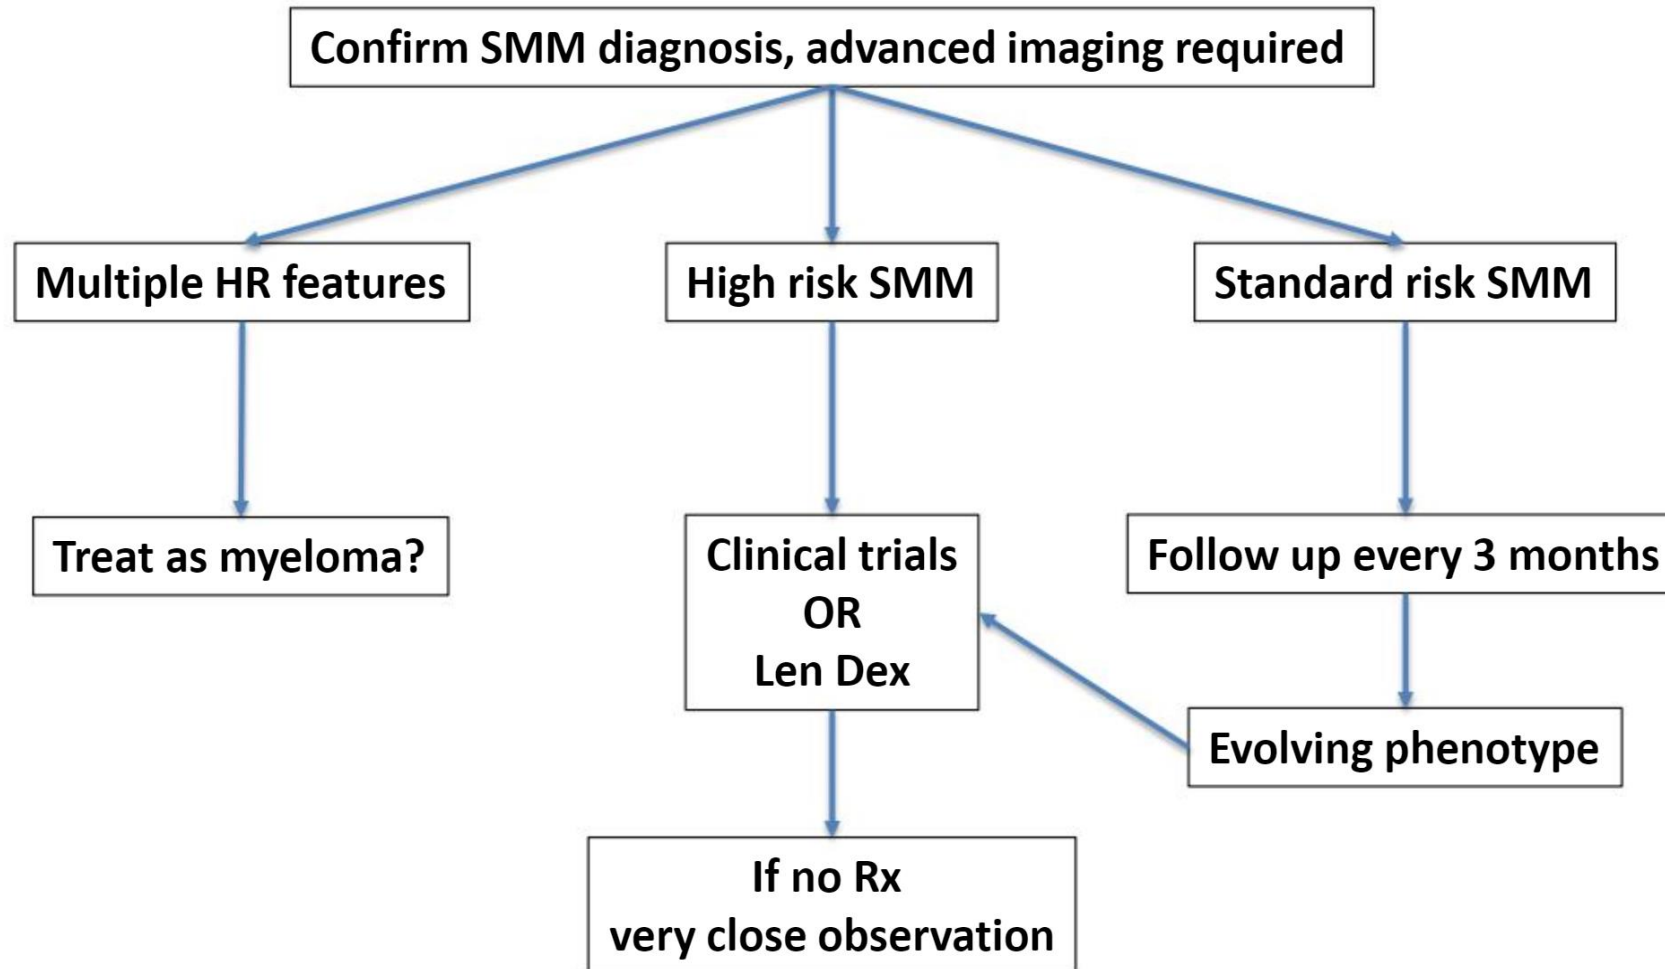 Confirm SMM diagnosis, advanced imaging required
Multiple HR features
High risk SMM
Standard risk SMM
Treat as myeloma?
Clinical trials
OR
Len Dex
Follow up every 3 months
Evolving phenotype
If no Rx
very close observation